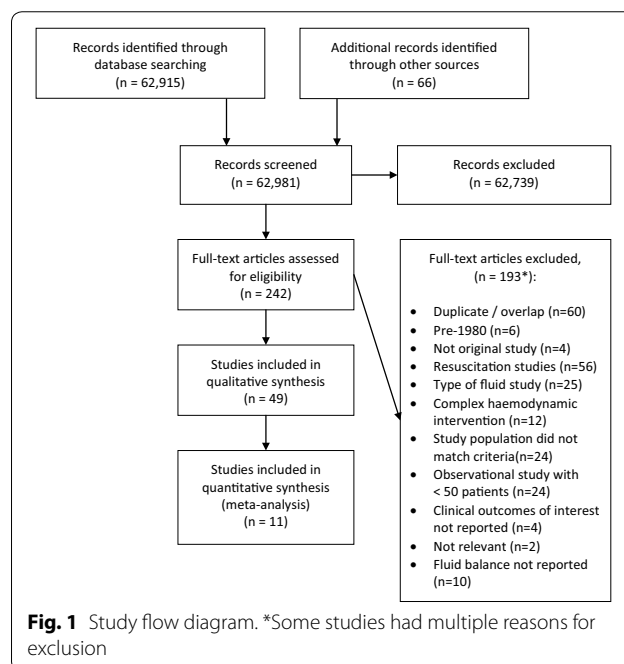 Records identified through
database searching
(n = 62,915)
Additional records identified
through other sources
(n = 66)
Records screened
(n = 62,981)
Records excluded
(n = 62,739)
Full-text articles assessed
for eligibility
(n = 242)
Full-text articles excluded,
(n = 193*):
• Duplicate / overlap (n=60)
• Pre-1980 (n=6)
• Not original study (n=4)
• Resuscitation studies (n=56)
• Type of fluid study (n=25)
• Complex haemodynamic
intervention (n=12)
• Study population did not
match criteria(n=24)
• Observational study with
< 50 patients (n=24)
• Clinical outcomes of interest
not reported (n=4)
• Not relevant (n=2)
• Fluid balance not reported
(n=10)
Studies included in
qualitative synthesis
(n = 49)
Studies included in
quantitative synthesis
(meta-analysis)
(n = 11)
Fig. 1 Study flow diagram. *Some studies had multiple reasons for
exclusion